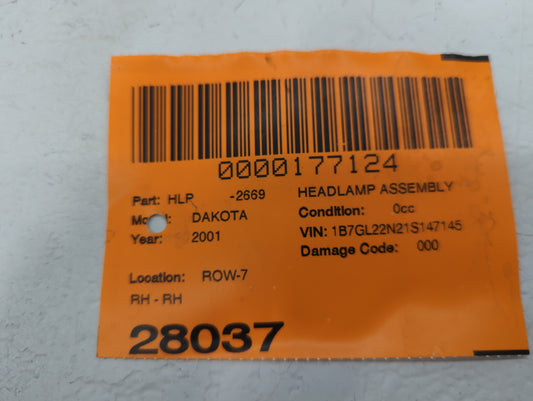 0000177124
Part: HLP -2669 HEADLAMP ASSEMBLY
Model: DAKOTA Condition: 0cc
Year: 2001 VIN: 1B7GL22N21S147145
Damage Code: 000
Location: ROW-7
RH - RH
28037